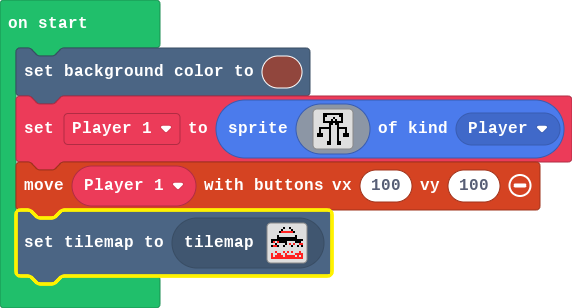 on start
set background color to
set Player 1 to sprite of kind Player
move Player 1 with buttons vx 100 vy 100
set tilemap to tilemap